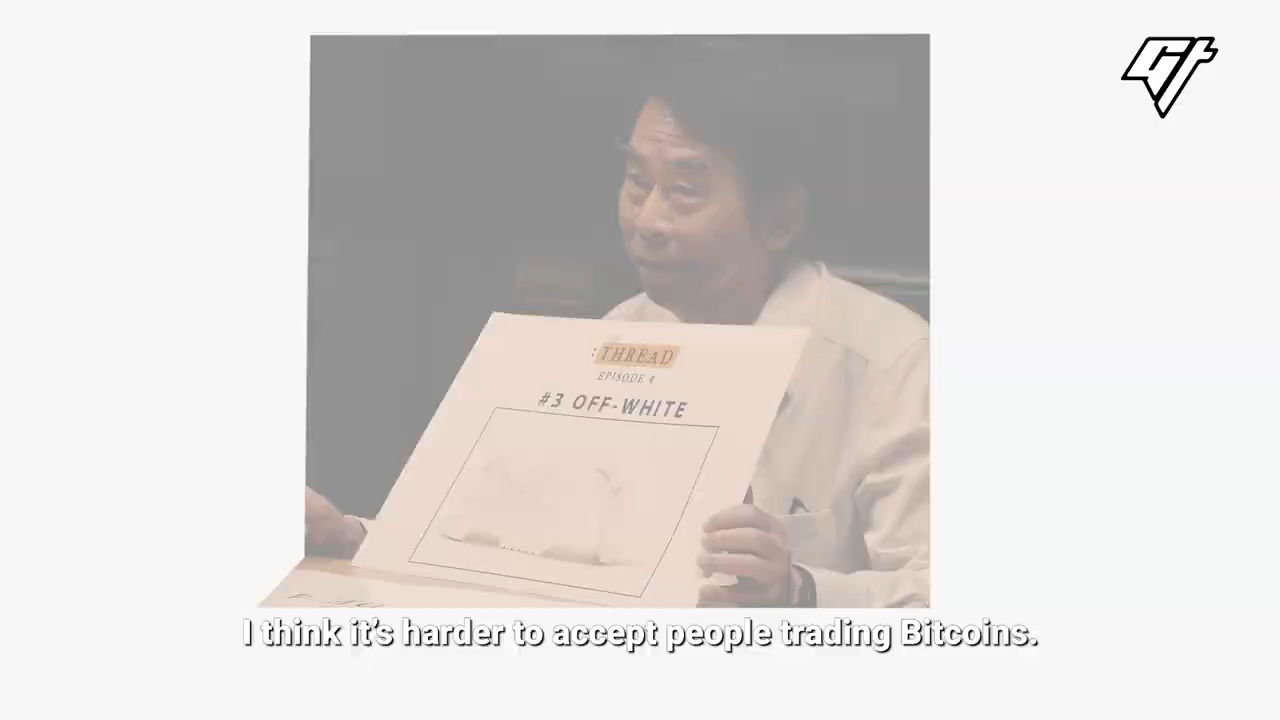 :THREAD
EPISODE 4
#3 OFF-WHITE
I think it's harder to accept people trading Bitcoins.